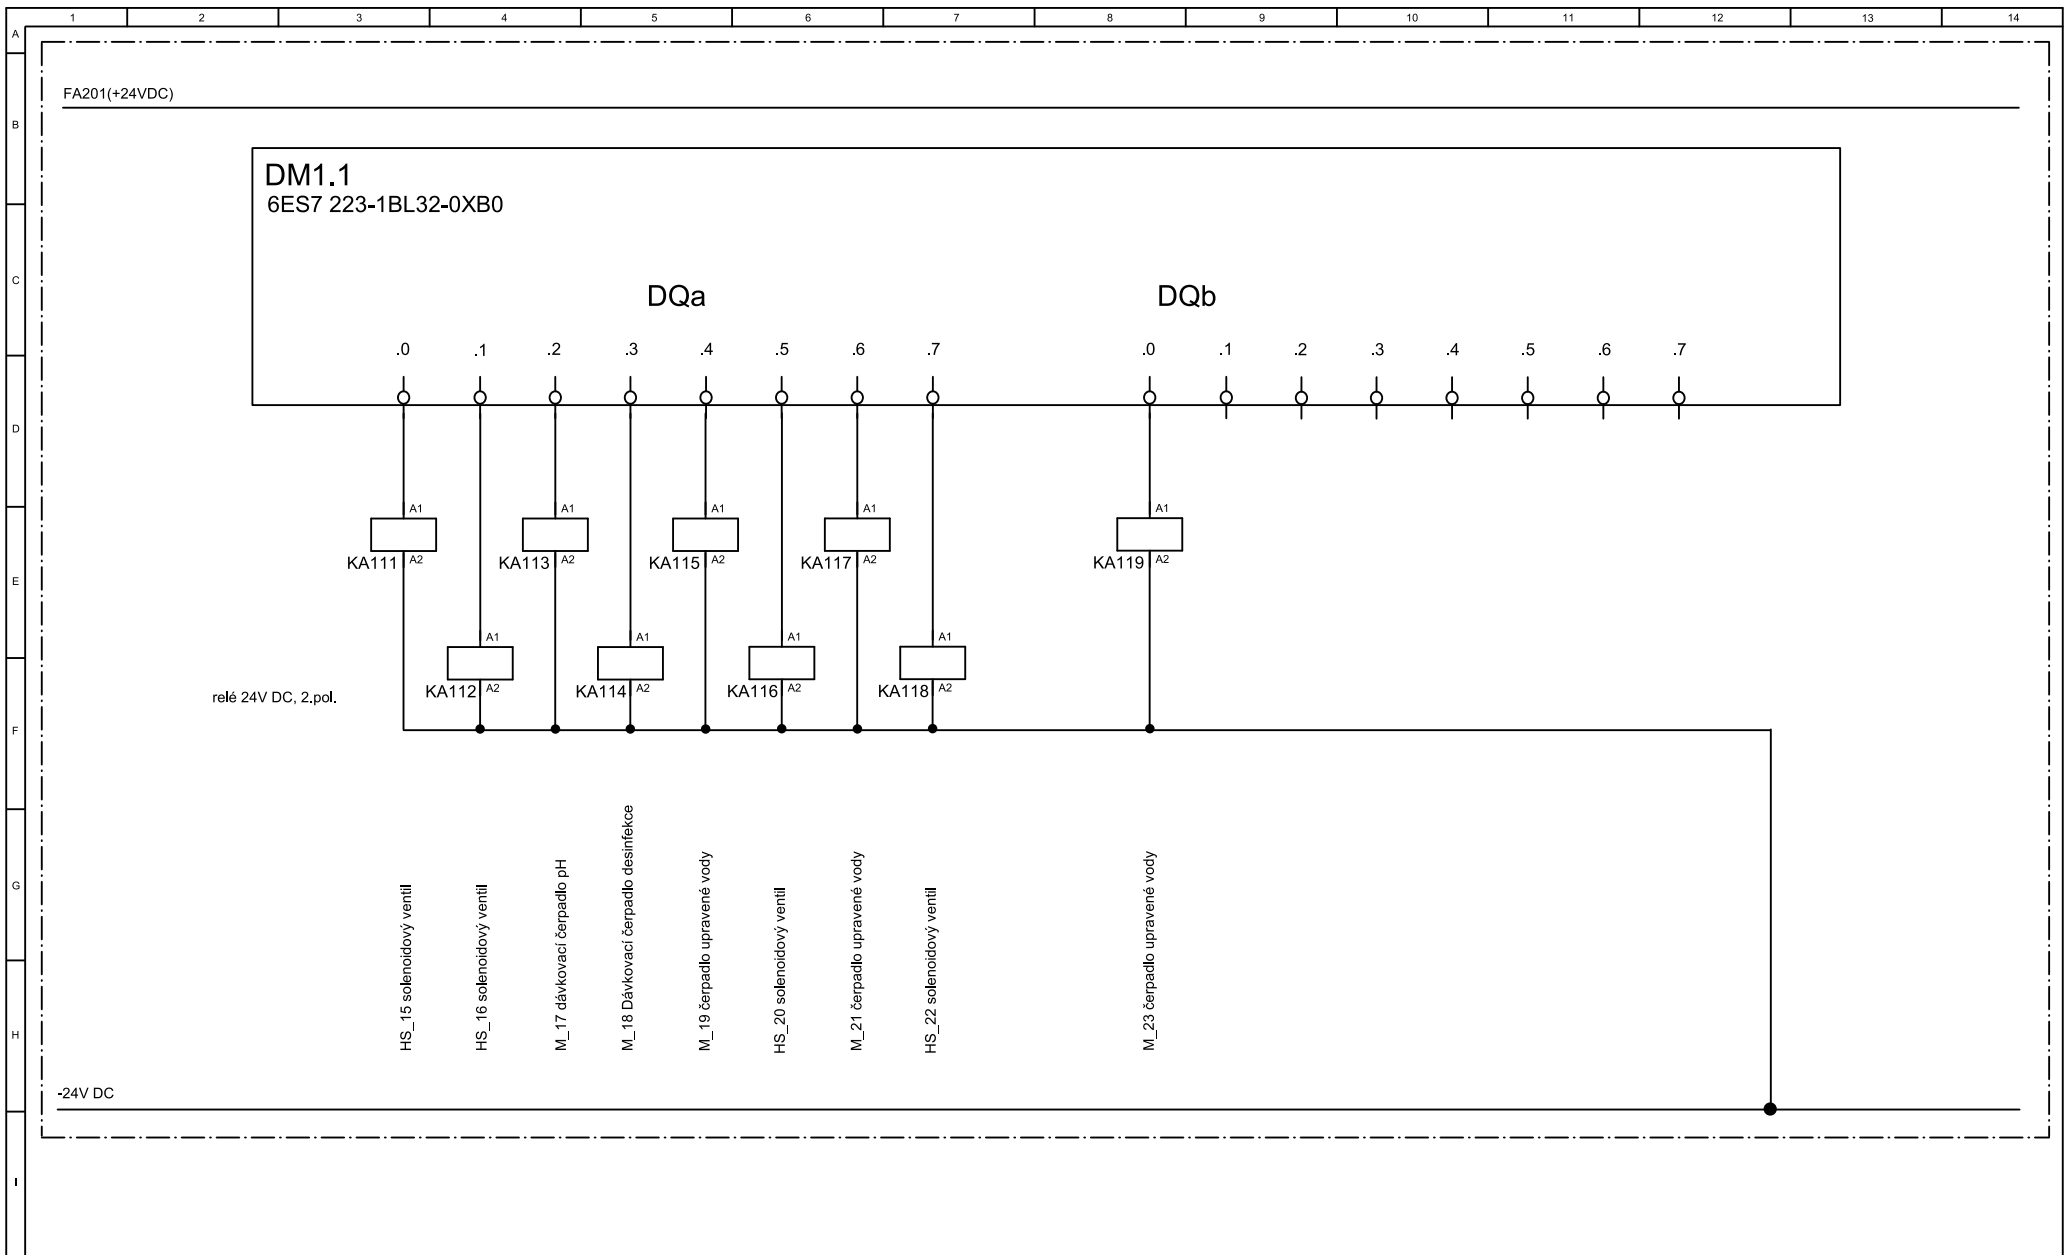 1 2 3 4 5 6 7 8 9 10 11 12 13 14
A
FA201(+24VDC)
B
DM1.1
6ES7 223-1BL32-0XB0
C
DQa DQb
.0 .1 .2 .3 .4 .5 .6 .7 .0 .1 .2 .3 .4 .5 .6 .7
D
A1 A1 A1 A1 A1
KA111 A2 KA113 A2 KA115 A2 KA117 A2 KA119 A2
E
A1 A1 A1 A1
KA112 A2 KA114 A2 KA116 A2 KA118 A2
relé 24V DC, 2.pol.
F
G
HS_15 solenoidový ventil
HS_16 solenoidový ventil
M_17 dávkovací čerpadlo pH
M_18 Dávkovací čerpadlo desinfekce
M_19 čerpadlo upravené vody
HS_20 solenoidový ventil
M_21 čerpadlo upravené vody
HS_22 solenoidový ventil
M_23 čerpadlo upravené vody
H
-24V DC
I